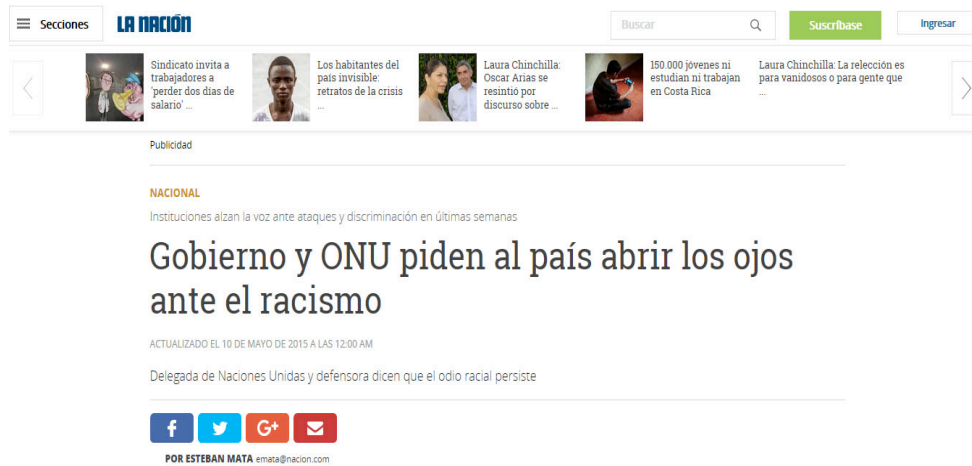 Secciones
LA NACIÓN
Buscar
Suscríbase
Ingresar
Sindicato invita a
trabajadores a
'perder dos días de
salario' ...
Los habitantes del
país invisible:
retratos de la crisis
...
Laura Chinchilla:
Oscar Arias se
resintió por
discurso sobre ...
150.000 jóvenes ni
estudian ni trabajan
en Costa Rica
Laura Chinchilla: La relección es
para vanidosos o para gente que
...
Publicidad
NACIONAL
Instituciones alzan la voz ante ataques y discriminación en últimas semanas
Gobierno y ONU piden al país abrir los ojos
ante el racismo
ACTUALIZADO EL 10 DE MAYO DE 2015 A LAS 12:00 AM
Delegada de Naciones Unidas y defensora dicen que el odio racial persiste
f
G+
POR ESTEBAN MATA emata@nacion.com